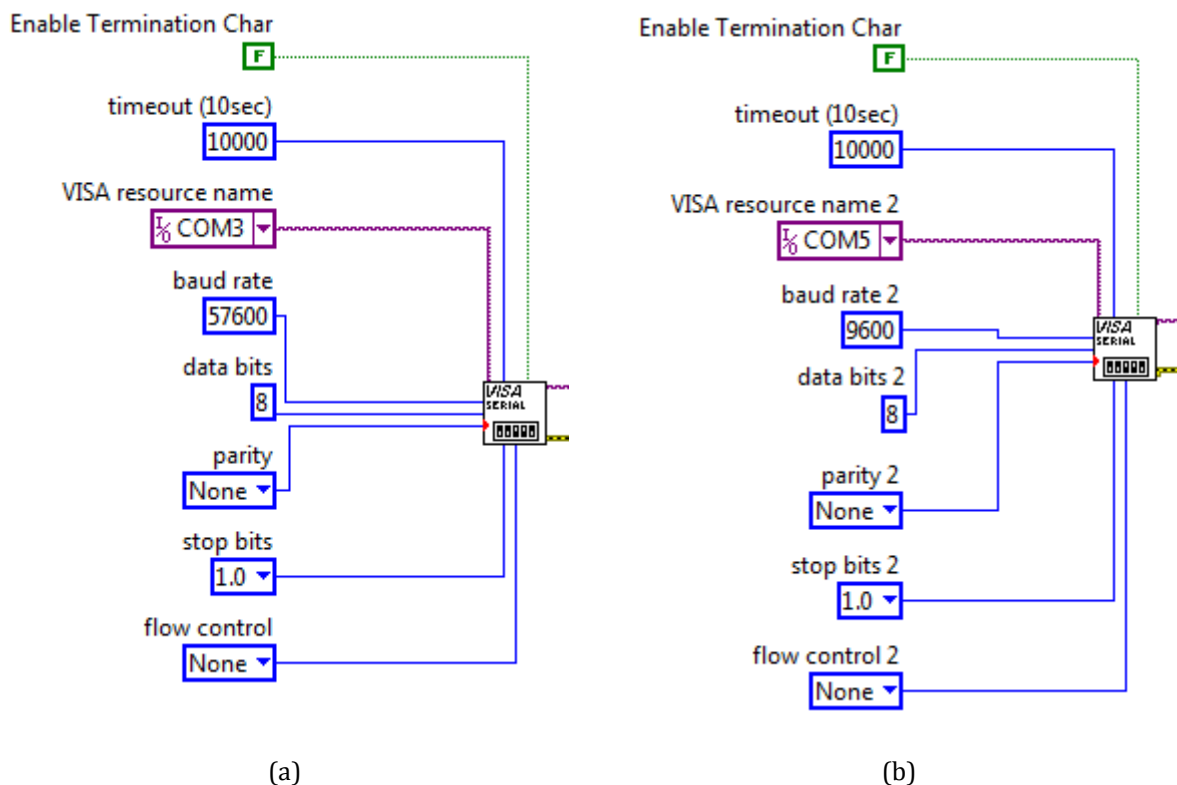 Enable Termination Char
F
timeout (10sec)
10000
VISA resource name
I/O COM3
baud rate
57600
data bits
8
VISA
SERIAL
parity
None
stop bits
1.0
flow control
None
(a)
Enable Termination Char
F
timeout (10sec)
10000
VISA resource name 2
I/O COM5
baud rate 2
9600
VISA
SERIAL
data bits 2
8
parity 2
None
stop bits 2
1.0
flow control 2
None
(b)